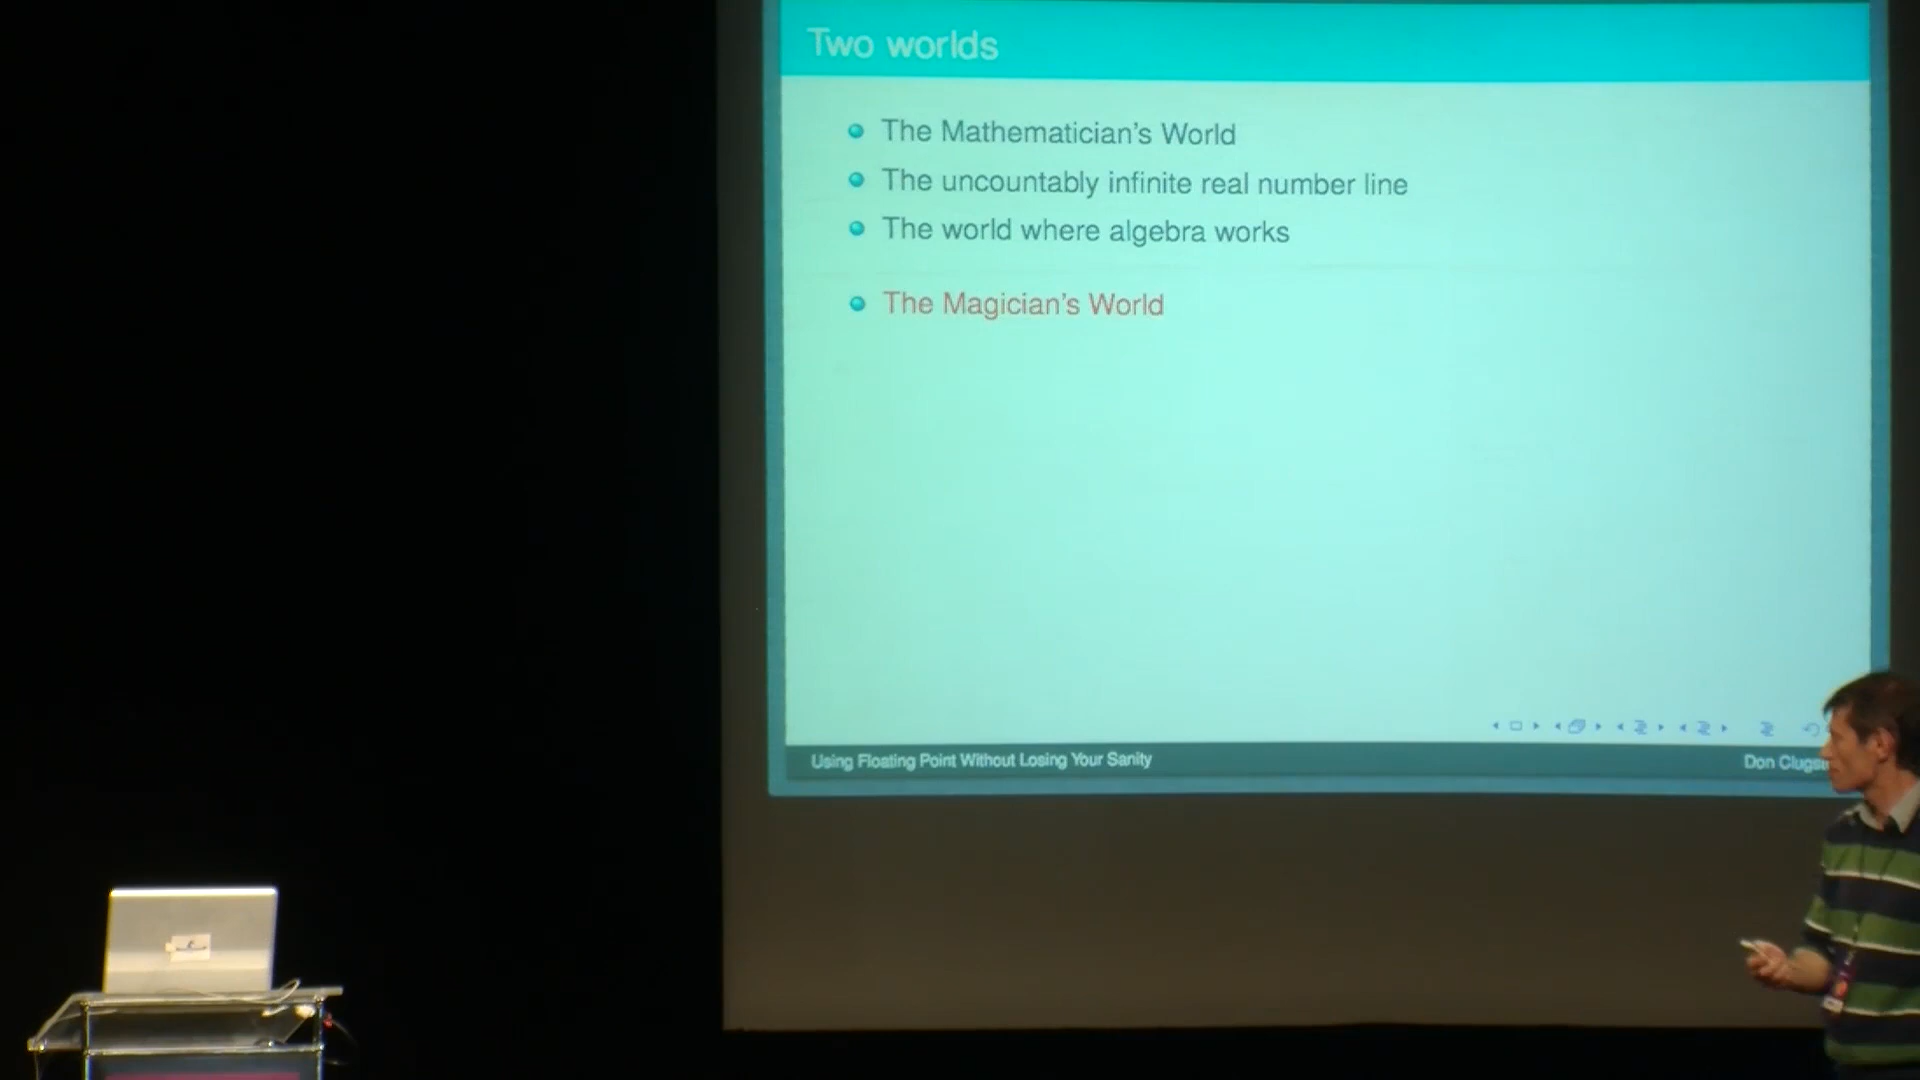 Two worlds
The Mathematician's World
The uncountably infinite real number line
The world where algebra works
The Magician's World
Using Floating Point Without Losing Your Sanity
Don